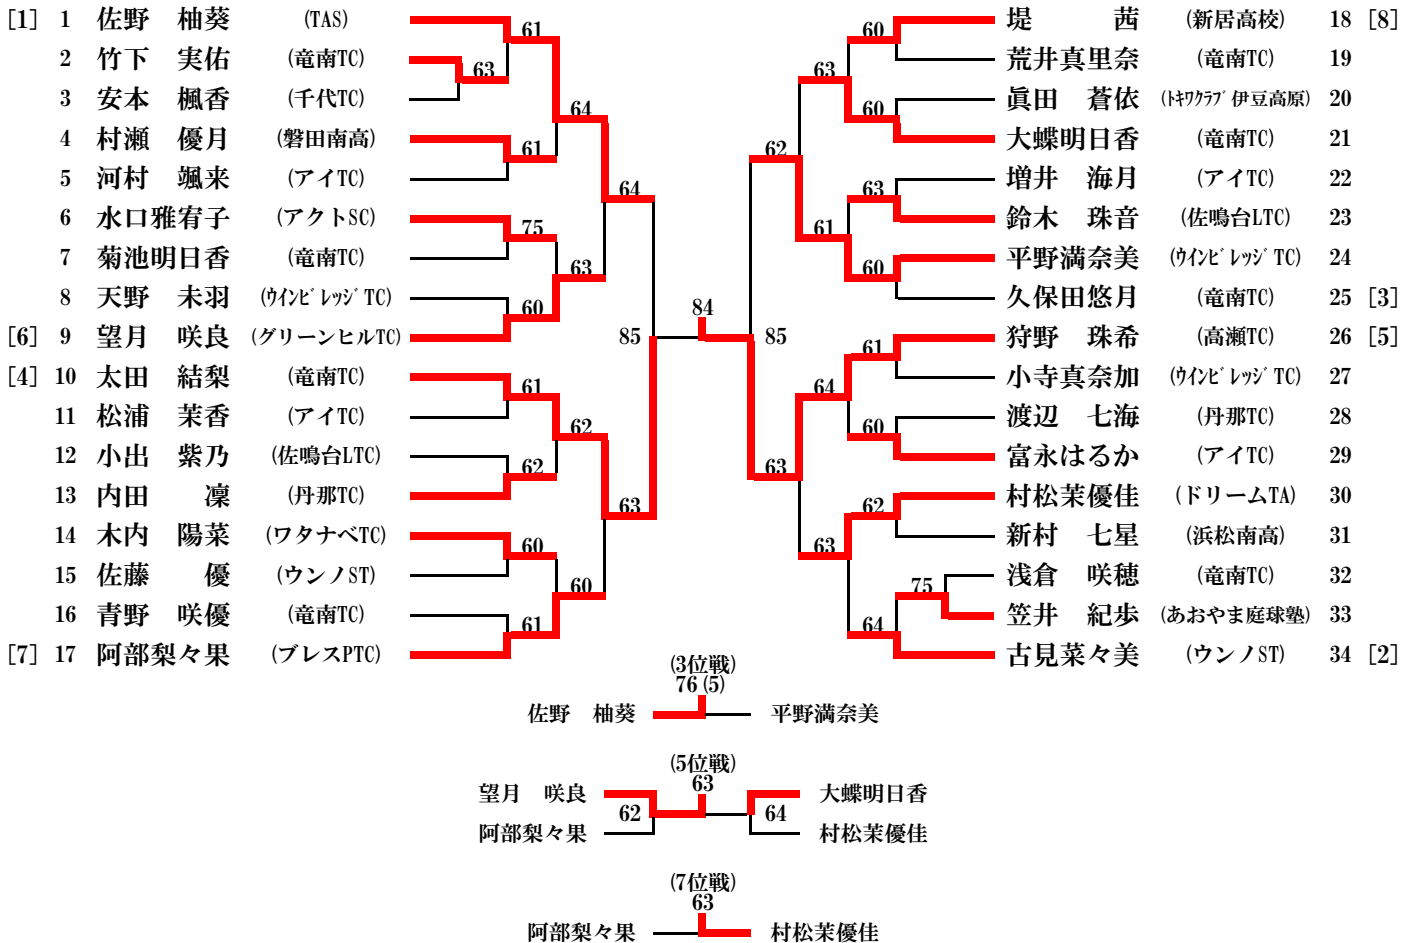 [1] 1 佐野　柚葵 (TAS)
2 竹下　実佑 (竜南TC)
3 安本　楓香 (千代TC)
4 村瀬　優月 (磐田南高)
5 河村　颯来 (アイTC)
6 水口雅宥子 (アクトSC)
7 菊池明日香 (竜南TC)
8 天野　未羽 (ｳｲﾝﾋﾞﾚｯｼﾞTC)
[6] 9 望月　咲良 (グリーンヒルTC)
[4] 10 太田　結梨 (竜南TC)
11 松浦　茉香 (アイTC)
12 小出　紫乃 (佐鳴台LTC)
13 内田　　凜 (丹那TC)
14 木内　陽菜 (ワタナベTC)
15 佐藤　　優 (ウンノST)
16 青野　咲優 (竜南TC)
[7] 17 阿部梨々果 (ブレスPTC)
61
63
64
61
64
75
63
60
85
61
62
62
63
60
60
61
84
堤　　　茜 (新居高校) 18 [8]
荒井真里奈 (竜南TC) 19
眞田　蒼依 (ﾄｷﾜｸﾗﾌﾞ伊豆高原) 20
大蝶明日香 (竜南TC) 21
増井　海月 (アイTC) 22
鈴木　珠音 (佐鳴台LTC) 23
平野満奈美 (ｳｲﾝﾋﾞﾚｯｼﾞTC) 24
久保田悠月 (竜南TC) 25 [3]
狩野　珠希 (高瀬TC) 26 [5]
小寺真奈加 (ｳｲﾝﾋﾞﾚｯｼﾞTC) 27
渡辺　七海 (丹那TC) 28
富永はるか (アイTC) 29
村松茉優佳 (ドリームTA) 30
新村　七星 (浜松南高) 31
浅倉　咲穂 (竜南TC) 32
笠井　紀歩 (あおやま庭球塾) 33
古見菜々美 (ウンノST) 34 [2]
60
63
60
62
63
61
60
85
61
64
60
63
62
63
75
64
(3位戦)
76 (5)
佐野　柚葵 平野満奈美
(5位戦)
63
望月　咲良 大蝶明日香
62 64
阿部梨々果 村松茉優佳
(7位戦)
63
阿部梨々果 村松茉優佳